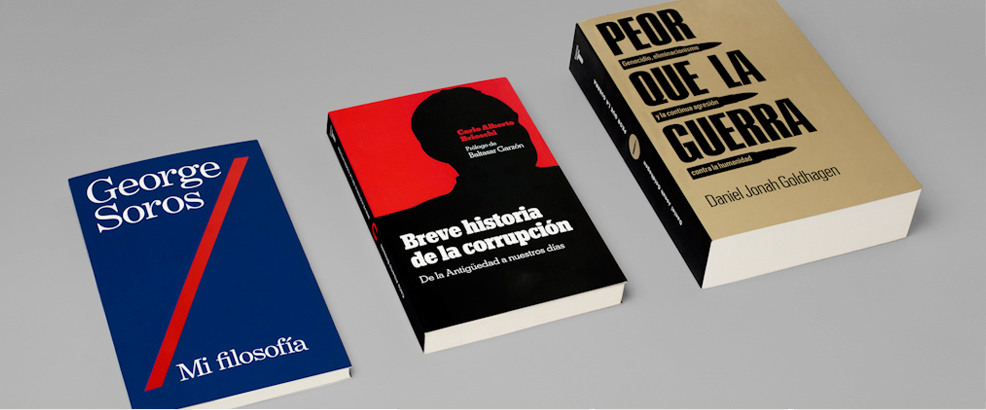 George
Soros
Mi filosofía
Carlo Alberto
Brioschi
Prólogo de
Baltasar Garzón
Breve historia
de la corrupción
De la Antigüedad a nuestros días
PEOR
Genocidio, eliminacionismo
QUE LA
y la continua agresión
GUERRA
contra la humanidad
Daniel Jonah Goldhagen